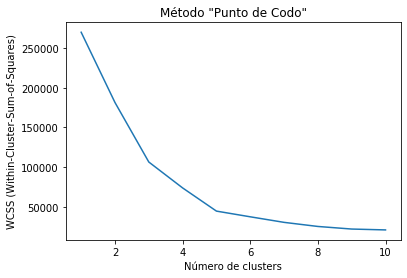 Método "Punto de Codo"
WCSS (Within-Cluster-Sum-of-Squares)
250000
200000
150000
100000
50000
2 4 6 8 10
Número de clusters